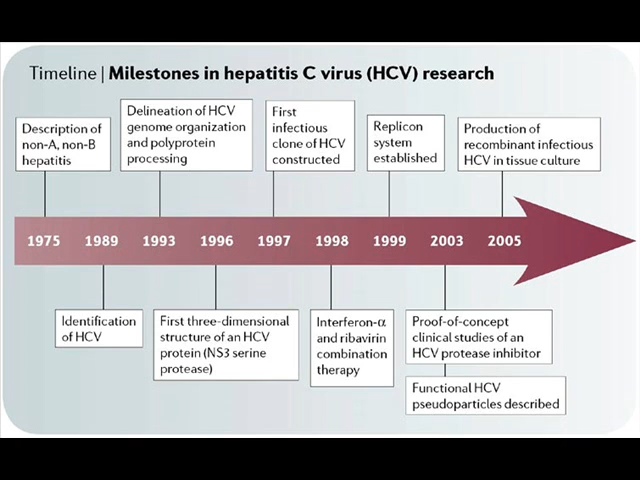 Timeline | Milestones in hepatitis C virus (HCV) research
Description of
non-A, non-B
hepatitis
Delineation of HCV
genome organization
and polyprotein
processing
First
infectious
clone of HCV
constructed
Replicon
system
established
Production of
recombinant infectious
HCV in tissue culture
1975 1989 1993 1996 1997 1998 1999 2003 2005
Identification
of HCV
First three-dimensional
structure of an HCV
protein (NS3 serine
protease)
Interferon-α
and ribavirin
combination
therapy
Proof-of-concept
clinical studies of an
HCV protease inhibitor
Functional HCV
pseudoparticles described